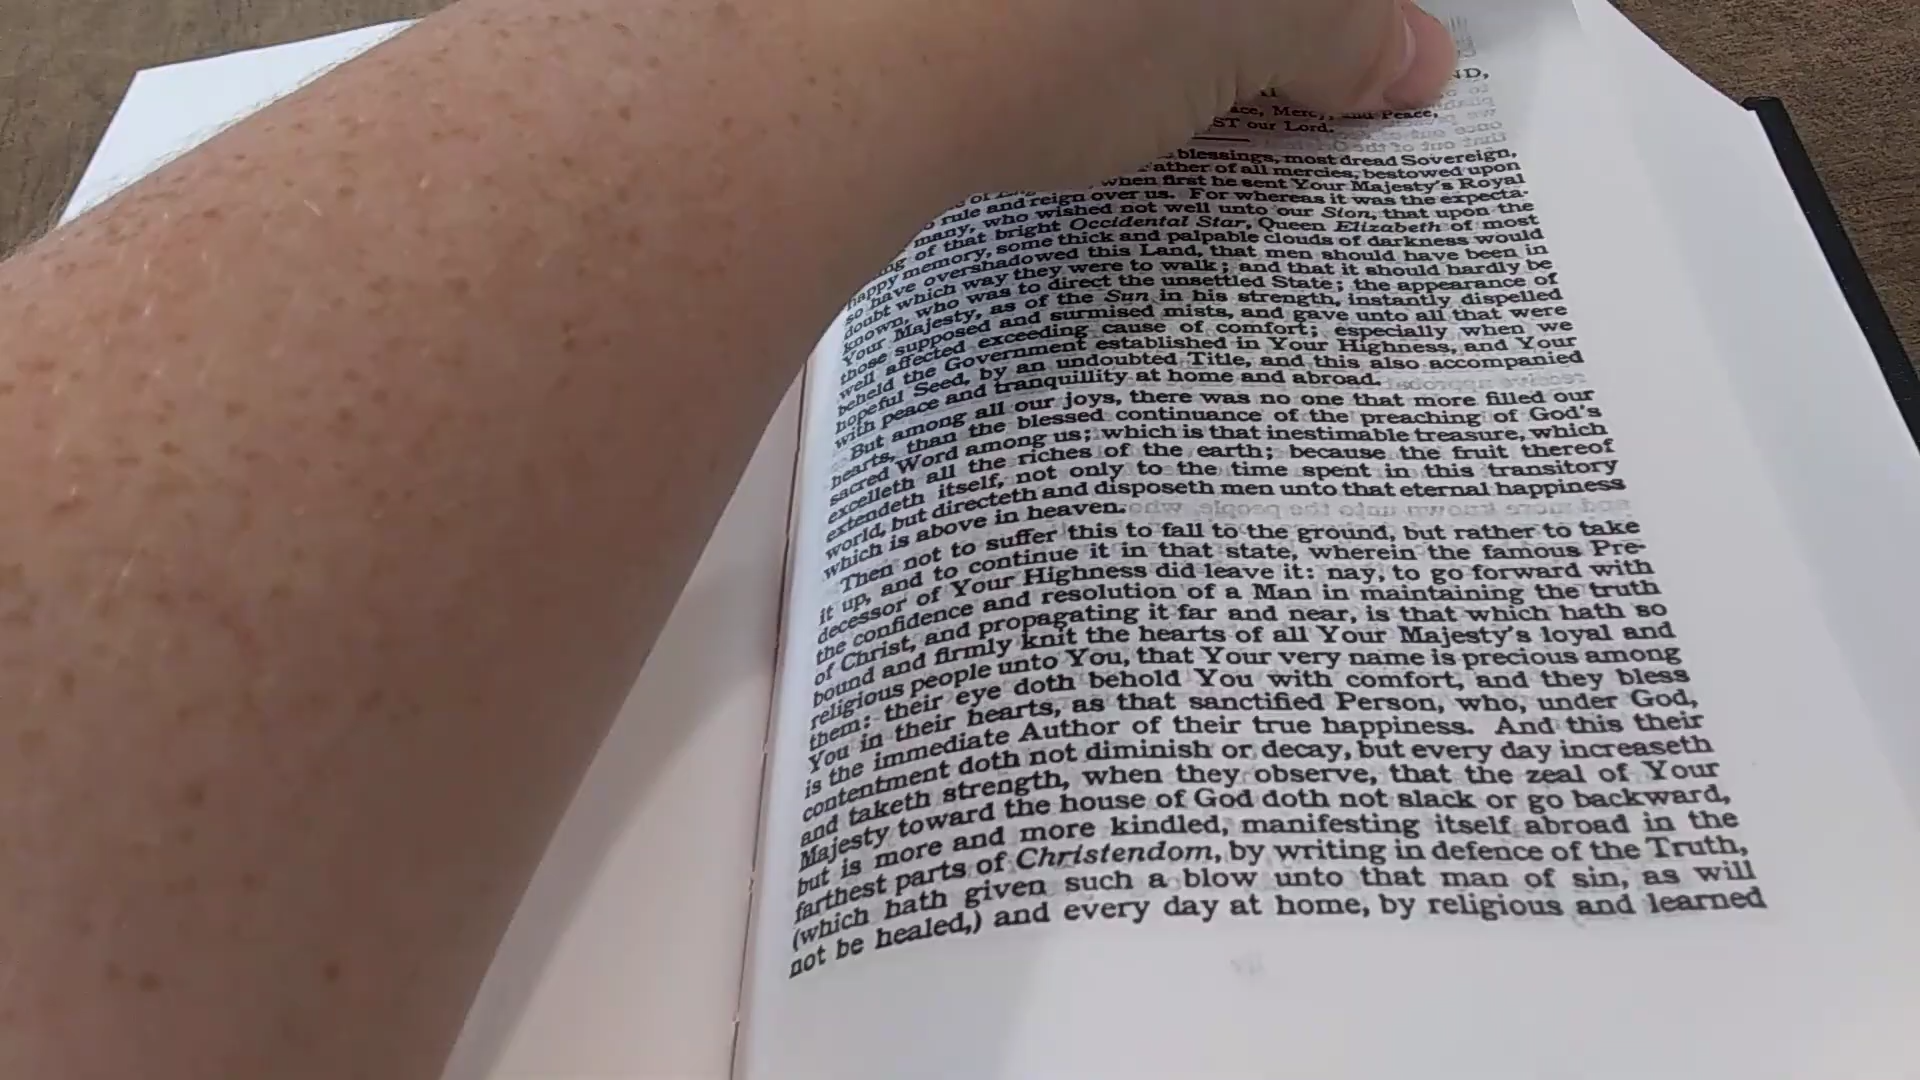 ND,
Mercy, and Peace,
ST our Lord.
blessings, most dread Sovereign,
of all mercies, bestowed upon
when first he sent Your Majesty's Royal
rule and reign over us. For whereas it was the expecta-
many, who wished not well unto our Sion, that upon the
of that bright Occidental Star, Queen Elizabeth of most
happy memory, some thick and palpable clouds of darkness would
so have overshadowed this Land, that men should have been in
doubt which way they were to walk; and that it should hardly be
known, who was to direct the unsettled State; the appearance of
Your Majesty, as of the Sun in his strength, instantly dispelled
those supposed and surmised mists, and gave unto all that were
well affected exceeding cause of comfort; especially when we
beheld the Government established in Your Highness, and Your
hopeful Seed, by an undoubted Title, and this also accompanied
with peace and tranquillity at home and abroad.
But among all our joys, there was no one that more filled our
hearts, than the blessed continuance of the preaching of God's
sacred Word among us; which is that inestimable treasure, which
excelleth all the riches of the earth; because the fruit thereof
extendeth itself, not only to the time spent in this transitory
world, but directeth and disposeth men unto that eternal happiness
which is above in heaven.
Then not to suffer this to fall to the ground, but rather to take
it up, and to continue it in that state, wherein the famous Pre-
decessor of Your Highness did leave it: nay, to go forward with
the confidence and resolution of a Man in maintaining the truth
of Christ, and propagating it far and near, is that which hath so
bound and firmly knit the hearts of all Your Majesty's loyal and
religious people unto You, that Your very name is precious among
them: their eye doth behold You with comfort, and they bless
You in their hearts, as that sanctified Person, who, under God,
is the immediate Author of their true happiness. And this their
contentment doth not diminish or decay, but every day increaseth
and taketh strength, when they observe, that the zeal of Your
Majesty toward the house of God doth not slack or go backward,
but is more and more kindled, manifesting itself abroad in the
farthest parts of Christendom, by writing in defence of the Truth,
(which hath given such a blow unto that man of sin, as will
not be healed,) and every day at home, by religious and learned